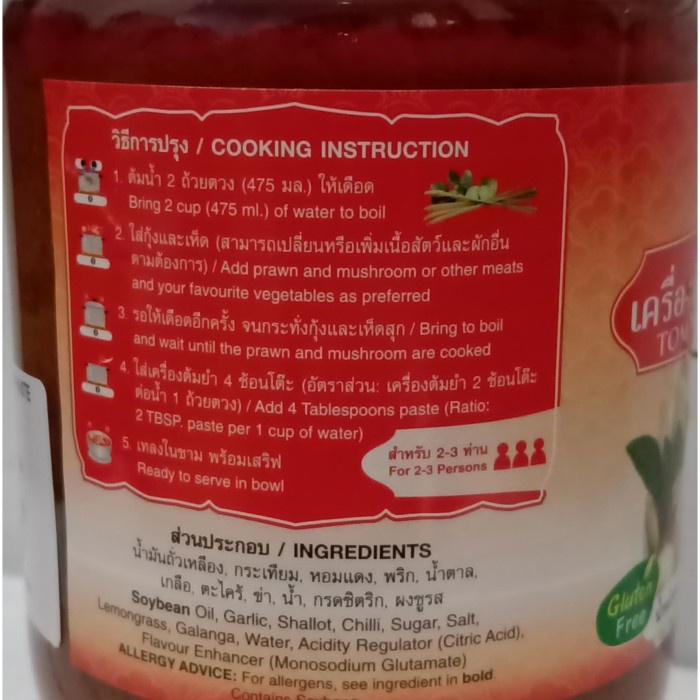 วิธีการปรุง / COOKING INSTRUCTION
1. ต้มน้ำ 2 ถ้วยตวง (475 มล.) ให้เดือด
Bring 2 cup (475 ml.) of water to boil
2. ใส่กุ้งและเห็ด (สามารถเปลี่ยนหรือเพิ่มเนื้อสัตว์และผักอื่น
ตามต้องการ) / Add prawn and mushroom or other meats
and your favourite vegetables as preferred
3. รอให้เดือดอีกครั้ง จนกระทั่งกุ้งและเห็ดสุก / Bring to boil
and wait until the prawn and mushroom are cooked
4. ใส่เครื่องต้มยำ 4 ช้อนโต๊ะ (อัตราส่วน: เครื่องต้มยำ 2 ช้อนโต๊ะ
ต่อน้ำ 1 ถ้วยตวง) / Add 4 Tablespoons paste (Ratio:
2 TBSP. paste per 1 cup of water)
5. เทลงในชาม พร้อมเสริฟ
Ready to serve in bowl
สำหรับ 2-3 ท่าน
For 2-3 Persons
ส่วนประกอบ / INGREDIENTS
น้ำมันถั่วเหลือง, กระเทียม, หอมแดง, พริก, น้ำตาล,
เกลือ, ตะไคร้, ข่า, น้ำ, กรดซิตริก, ผงชูรส
Soybean Oil, Garlic, Shallot, Chilli, Sugar, Salt,
Lemongrass, Galanga, Water, Acidity Regulator (Citric Acid),
Flavour Enhancer (Monosodium Glutamate)
ALLERGY ADVICE: For allergens, see ingredient in bold
Contains Soybean
เครื่อง
TOM
Gluten
Free